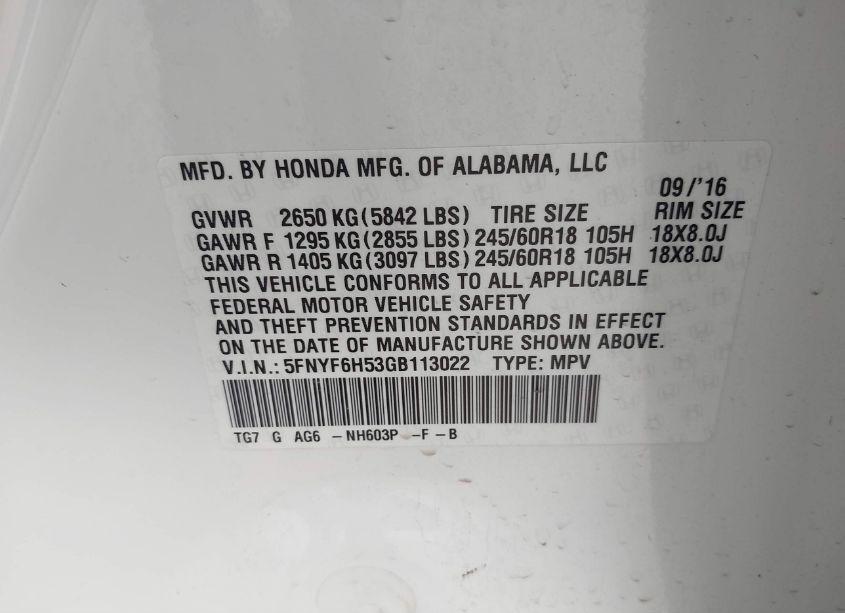 MFD. BY HONDA MFG. OF ALABAMA, LLC
09/'16
GVWR 2650 KG(5842 LBS) TIRE SIZE RIM SIZE
GAWR F 1295 KG(2855 LBS) 245/60R18 105H 18X8.0J
GAWR R 1405 KG(3097 LBS) 245/60R18 105H 18X8.0J
THIS VEHICLE CONFORMS TO ALL APPLICABLE
FEDERAL MOTOR VEHICLE SAFETY
AND THEFT PREVENTION STANDARDS IN EFFECT
ON THE DATE OF MANUFACTURE SHOWN ABOVE.
V.I.N.: 5FNYF6H53GB113022 TYPE: MPV
TG7 G AG6 -NH603P -F-B